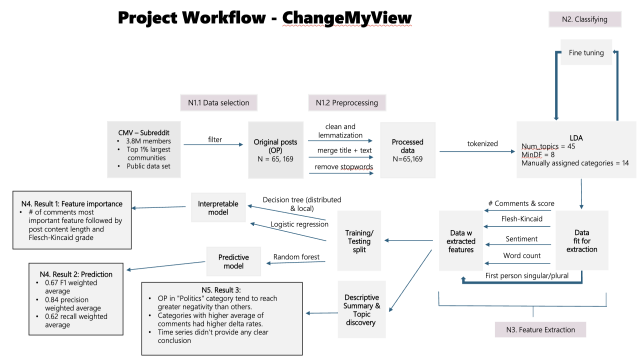 Project Workflow - ChangeMyView
N2. Classifying
Fine tuning
N1.1 Data selection
N1.2 Preprocessing
CMV – Subreddit
• 3.8M members
• Top 1% largest
communities
• Public data set
filter
Original posts
(OP)
N = 65, 169
clean and
lemmatization
merge title + text
remove stopwords
Processed
data
N=65,169
tokenized
LDA
Num_topics = 45
MinDF = 8
Manually assigned categories = 14
N4. Result 1: Feature importance
• # of comments most
important feature followed by
post content length and
Flesch-Kincaid grade
Interpretable
model
Decision tree (distributed
& local)
Logistic regression
Training/
Testing
split
Data w
extracted
features
# Comments & score
Flesh-Kincaid
Sentiment
Word count
First person singular/plural
Data
fit for
extraction
Predictive
model
Random forest
N4. Result 2: Prediction
• 0.67 F1 weighted
average
• 0.84 precision
weighted average
• 0.62 recall weighted
average
N5. Result 3:
• OP in "Politics" category tend to reach
greater negativity than others.
• Categories with higher average of
comments had higher delta rates.
• Time series didn't provide any clear
conclusion
Descriptive
Summary &
Topic
discovery
N3. Feature Extraction